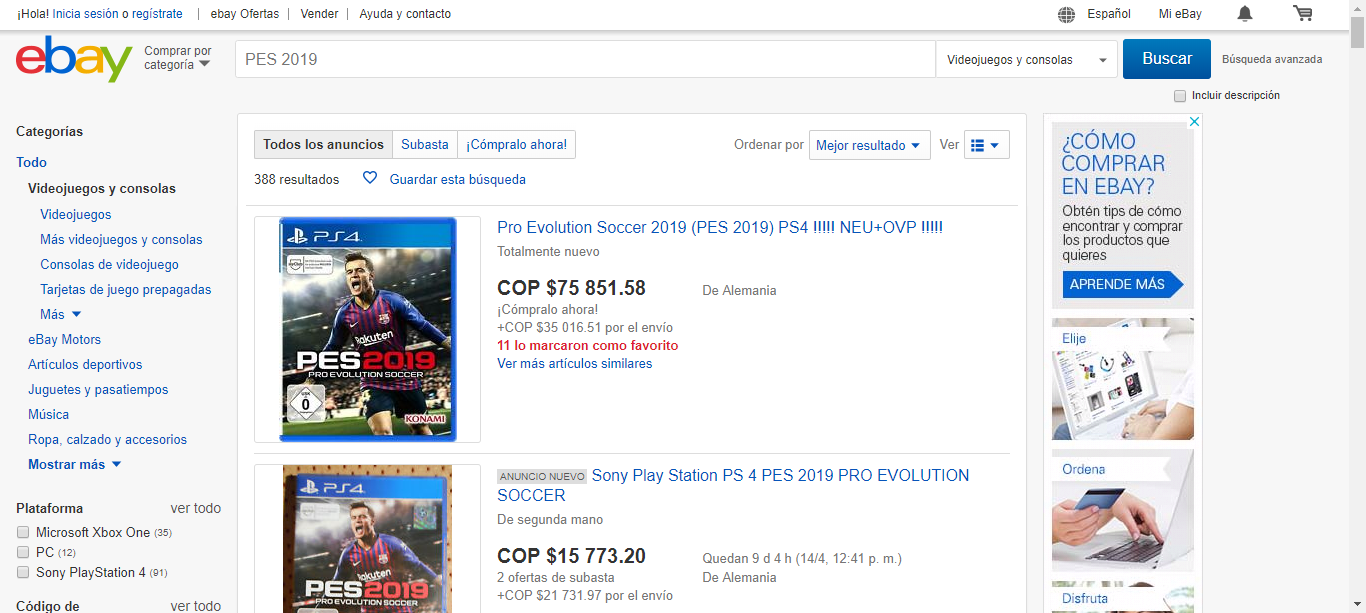 ¡Hola! Inicia sesión o regístrate | ebay Ofertas | Vender | Ayuda y contacto
Español Mi eBay
ebay
Comprar por
categoría
PES 2019
Videojuegos y consolas
Buscar
Búsqueda avanzada
Incluir descripción
Categorías
Todo
Videojuegos y consolas
Videojuegos
Más videojuegos y consolas
Consolas de videojuego
Tarjetas de juego prepagadas
Más
eBay Motors
Artículos deportivos
Juguetes y pasatiempos
Música
Ropa, calzado y accesorios
Mostrar más
Plataforma ver todo
Microsoft Xbox One (35)
PC (12)
Sony PlayStation 4 (91)
Código de ver todo
Todos los anuncios Subasta ¡Cómpralo ahora!
Ordenar por Mejor resultado Ver
388 resultados Guardar esta búsqueda
PS4
Rakuten
PES2019
PRO EVOLUTION SOCCER
USK
0
KONAMI
Pro Evolution Soccer 2019 (PES 2019) PS4 !!!!! NEU+OVP !!!!!
Totalmente nuevo
COP $75 851.58 De Alemania
¡Cómpralo ahora!
+COP $35 016.51 por el envío
11 lo marcaron como favorito
Ver más artículos similares
PS4
Rakuten
PES2019
PRO EVOLUTION SOCCER
ANUNCIO NUEVO Sony Play Station PS 4 PES 2019 PRO EVOLUTION
SOCCER
De segunda mano
COP $15 773.20 Quedan 9 d 4 h (14/4, 12:41 p. m.)
2 ofertas de subasta De Alemania
+COP $21 731.97 por el envío
¿CÓMO
COMPRAR
EN EBAY?
Obtén tips de cómo
encontrar y comprar
los productos que
quieres
APRENDE MÁS
Elije
Ordena
Disfruta